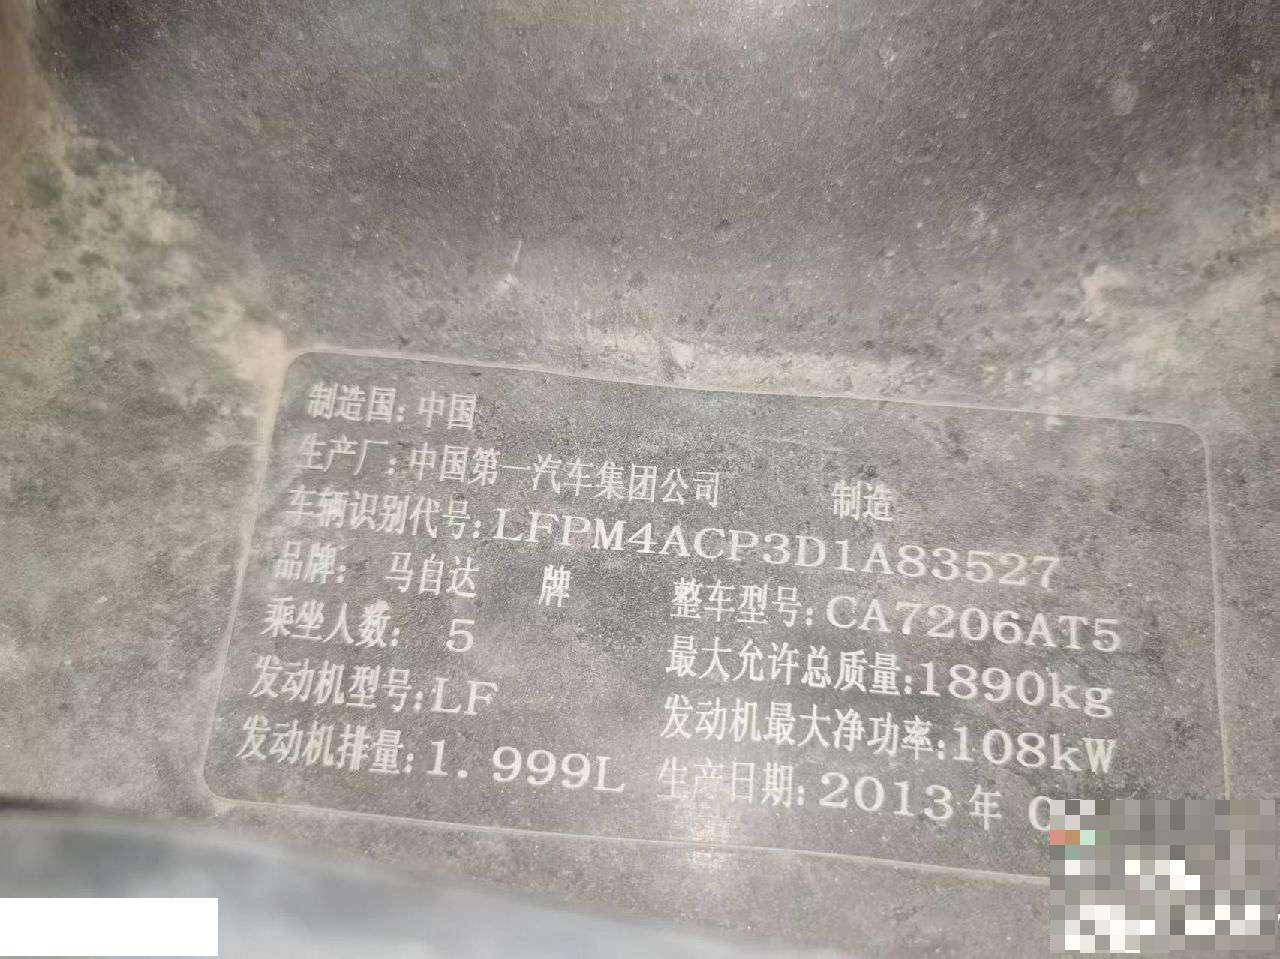 制造国：中国
生产厂：中国第一汽车集团公司 制造
车辆识别代号：LFPM4ACP3D1A83527
品牌： 马自达 牌 整车型号：CA7206AT5
乘坐人数： 5 最大允许总质量：1890kg
发动机型号：LF 发动机最大净功率：108kW
发动机排量：1.999L 生产日期：2013年 0